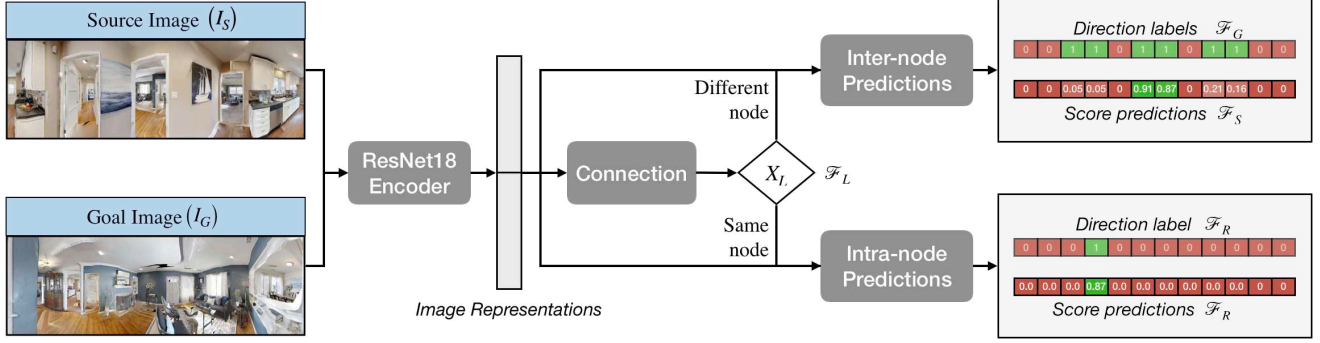 Source Image (I_S)
Goal Image (I_G)
ResNet18
Encoder
Image Representations
Connection
Different
node
X_L
ℱ_L
Same
node
Inter-node
Predictions
Intra-node
Predictions
Direction labels ℱ_G
0 0 1 1 0 1 1 0 1 1 0 0
0 0 0.05 0.05 0 0.91 0.87 0 0.21 0.16 0 0
Score predictions ℱ_S
Direction label ℱ_R
0 0 0 1 0 0 0 0 0 0 0 0
0.0 0.0 0.0 0.87 0.0 0.0 0.0 0.0 0.0 0.0 0 0
Score predictions ℱ_R